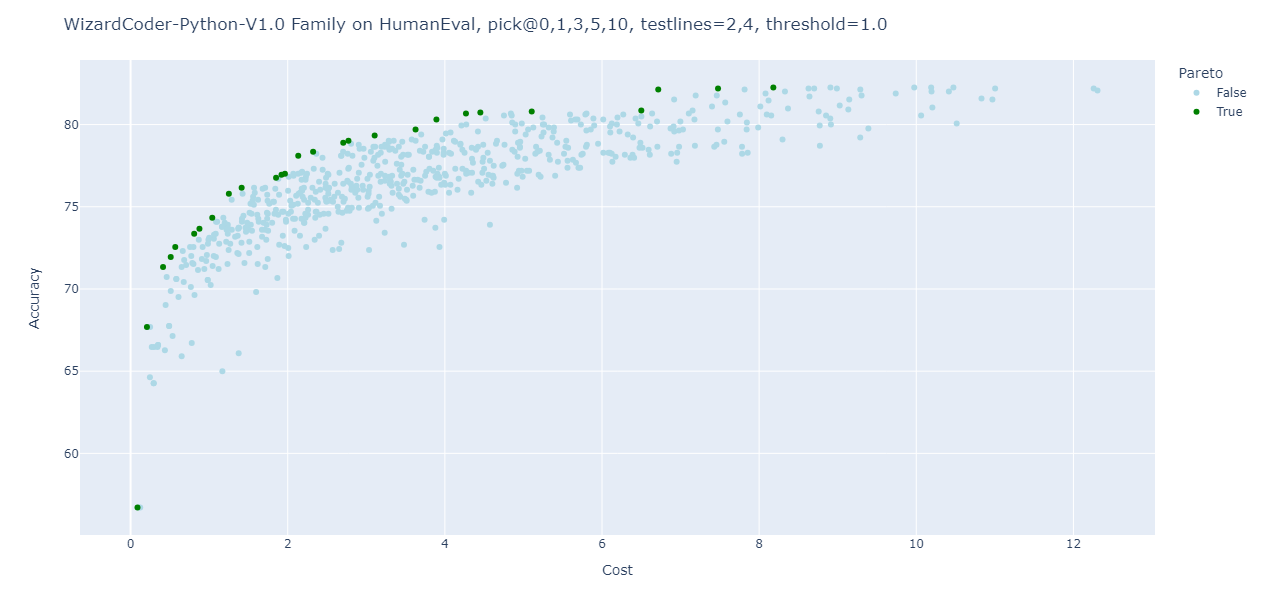 WizardCoder-Python-V1.0 Family on HumanEval, pick@0,1,3,5,10, testlines=2,4, threshold=1.0
Pareto
False
True
Accuracy
80
75
70
65
60
0
2
4
6
8
10
12
Cost